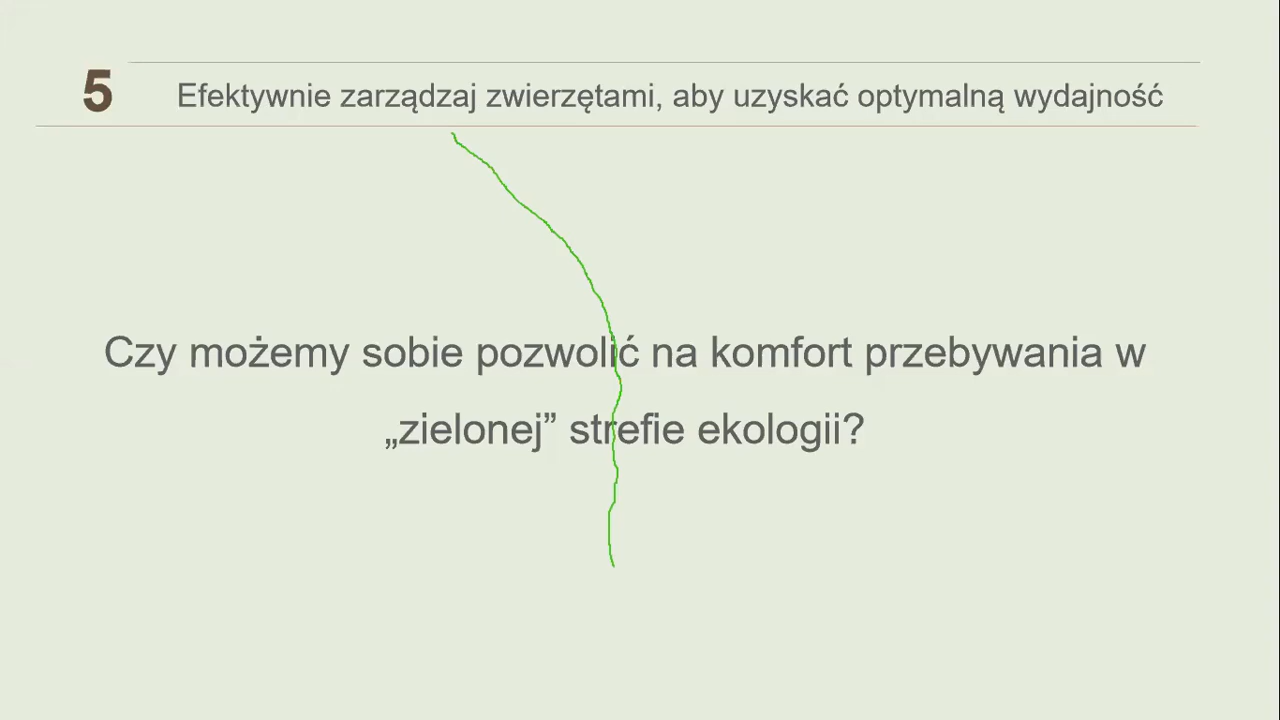 5 Efektywnie zarządzaj zwierzętami, aby uzyskać optymalną wydajność
Czy możemy sobie pozwolić na komfort przebywania w
„zielonej” strefie ekologii?